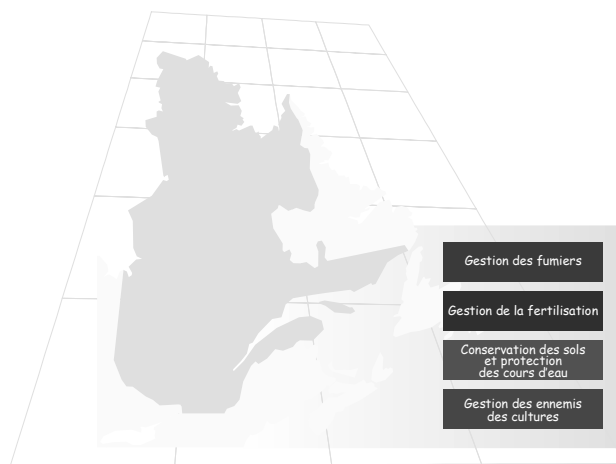 Gestion des fumiers
Gestion de la fertilisation
Conservation des sols
et protection
des cours d'eau
Gestion des ennemis
des cultures